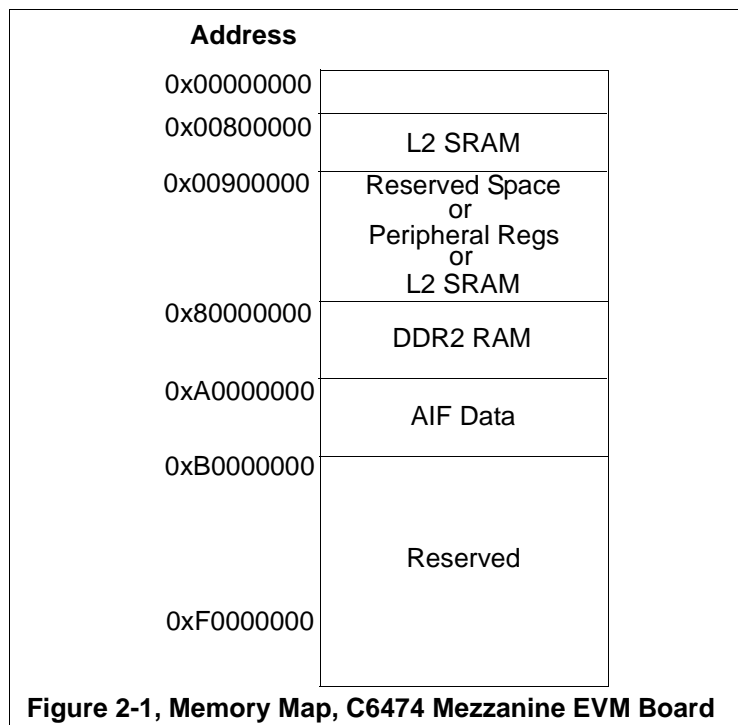 Address
0x00000000
0x00800000
L2 SRAM
0x00900000
Reserved Space
or
Peripheral Regs
or
L2 SRAM
0x80000000
DDR2 RAM
0xA0000000
AIF Data
0xB0000000
Reserved
0xF0000000
Figure 2-1, Memory Map, C6474 Mezzanine EVM Board